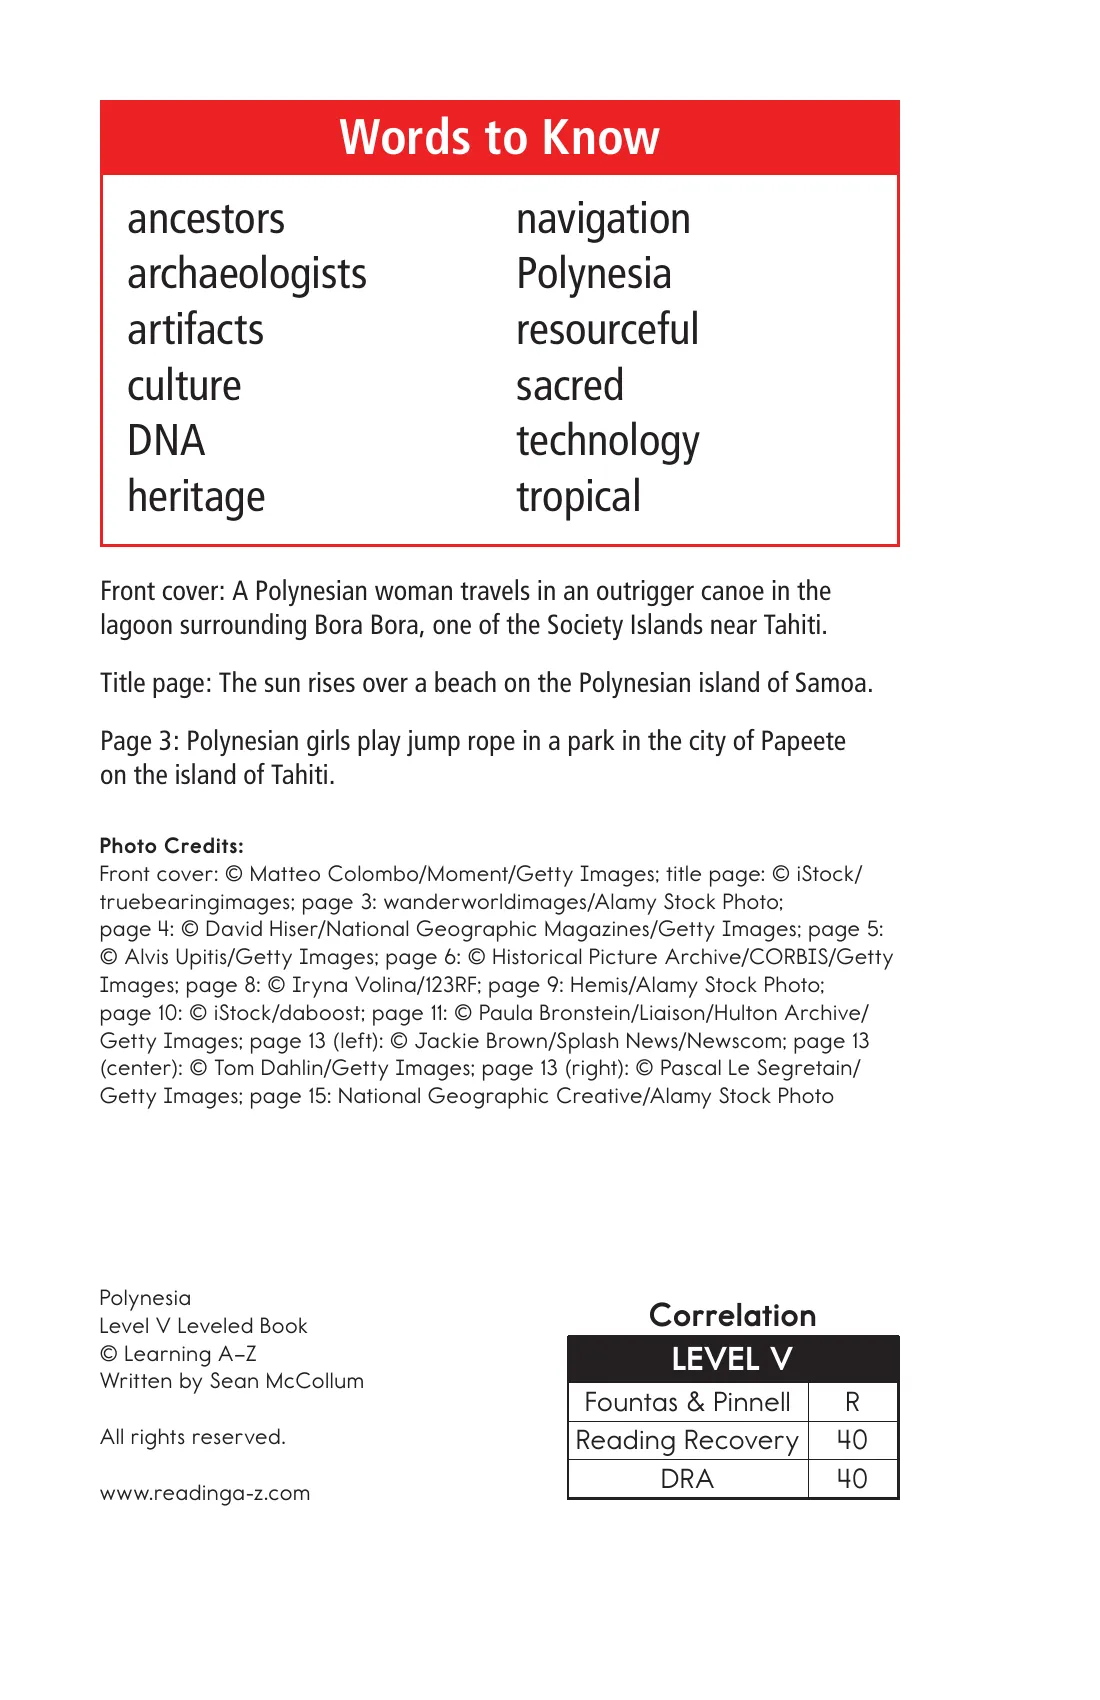 Words to Know
ancestors
archaeologists
artifacts
culture
DNA
heritage
navigation
Polynesia
resourceful
sacred
technology
tropical
Front cover: A Polynesian woman travels in an outrigger canoe in the
lagoon surrounding Bora Bora, one of the Society Islands near Tahiti.
Title page: The sun rises over a beach on the Polynesian island of Samoa.
Page 3: Polynesian girls play jump rope in a park in the city of Papeete
on the island of Tahiti.
Photo Credits:
Front cover: © Matteo Colombo/Moment/Getty Images; title page: © iStock/
truebearingimages; page 3: wanderworldimages/Alamy Stock Photo;
page 4: © David Hiser/National Geographic Magazines/Getty Images; page 5:
© Alvis Upitis/Getty Images; page 6: © Historical Picture Archive/CORBIS/Getty
Images; page 8: © Iryna Volina/123RF; page 9: Hemis/Alamy Stock Photo;
page 10: © iStock/daboost; page 11: © Paula Bronstein/Liaison/Hulton Archive/
Getty Images; page 13 (left): © Jackie Brown/Splash News/Newscom; page 13
(center): © Tom Dahlin/Getty Images; page 13 (right): © Pascal Le Segretain/
Getty Images; page 15: National Geographic Creative/Alamy Stock Photo
Polynesia
Level V Leveled Book
© Learning A–Z
Written by Sean McCollum
All rights reserved.
www.readinga-z.com
Correlation
LEVEL V
Fountas & Pinnell R
Reading Recovery 40
DRA 40